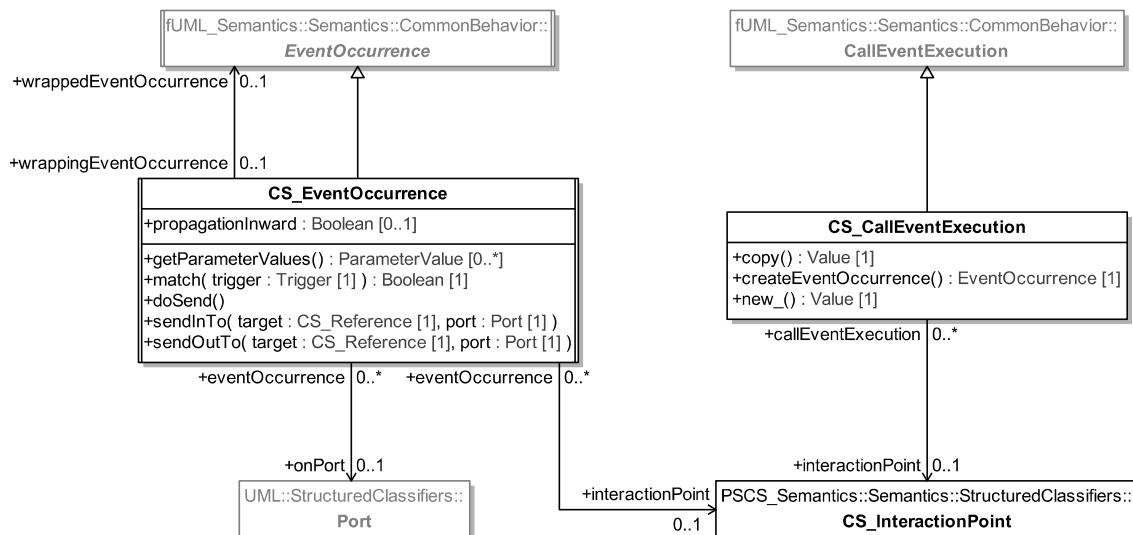 fUML_Semantics::Semantics::CommonBehavior::
EventOccurrence
fUML_Semantics::Semantics::CommonBehavior::
CallEventExecution
+wrappedEventOccurrence 0..1
+wrappingEventOccurrence 0..1
CS_EventOccurrence
+propagationInward : Boolean [0..1]
+getParameterValues() : ParameterValue [0..*]
+match( trigger : Trigger [1] ) : Boolean [1]
+doSend()
+sendInTo( target : CS_Reference [1], port : Port [1] )
+sendOutTo( target : CS_Reference [1], port : Port [1] )
CS_CallEventExecution
+copy() : Value [1]
+createEventOccurrence() : EventOccurrence [1]
+new_() : Value [1]
+callEventExecution 0..*
+eventOccurrence 0..*
+eventOccurrence 0..*
+onPort 0..1
+interactionPoint 0..1
UML::StructuredClassifiers::
Port
+interactionPoint
0..1
PSCS_Semantics::Semantics::StructuredClassifiers::
CS_InteractionPoint